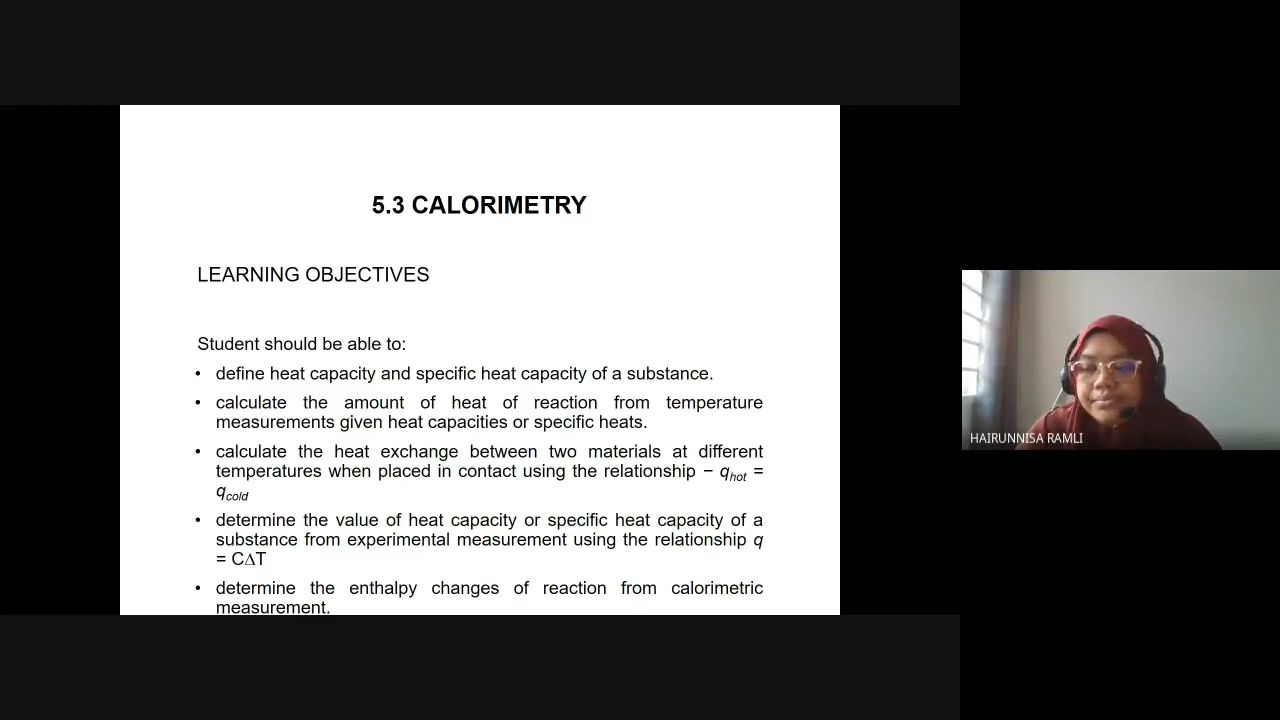 5.3 CALORIMETRY
LEARNING OBJECTIVES
Student should be able to:
• define heat capacity and specific heat capacity of a substance.
• calculate the amount of heat of reaction from temperature
measurements given heat capacities or specific heats.
• calculate the heat exchange between two materials at different
temperatures when placed in contact using the relationship − qhot =
qcold
• determine the value of heat capacity or specific heat capacity of a
substance from experimental measurement using the relationship q
= C∆T
• determine the enthalpy changes of reaction from calorimetric
measurement.
HAIRUNNISA RAMLI